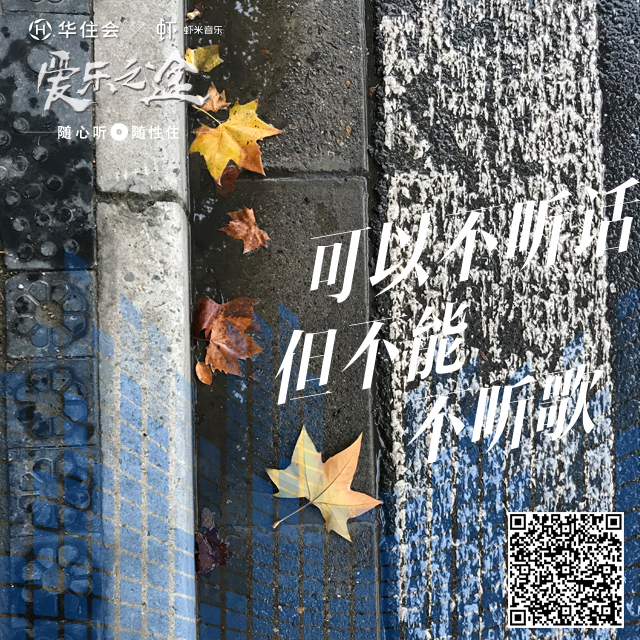 华住会 × 虾 虾米音乐
爱乐之途
随心听 随性住
可以不听话
但不能
不听歌